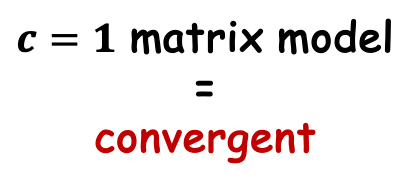 c = 1 matrix model
=
convergent